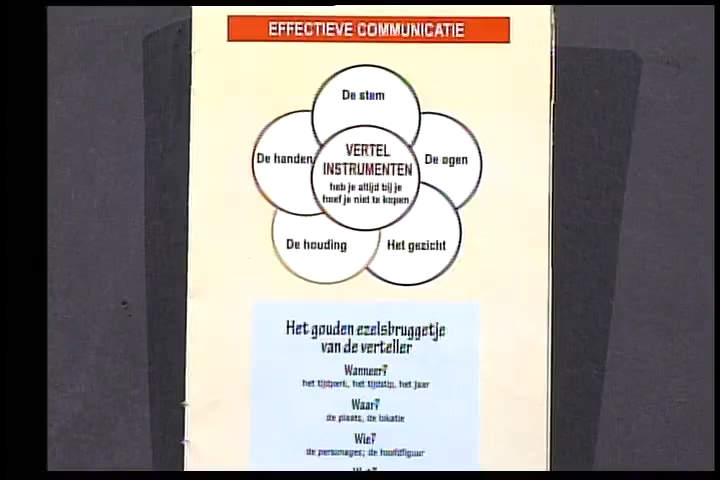 EFFECTIEVE COMMUNICATIE
De stem
De handen
VERTEL
INSTRUMENTEN
heb je altijd bij je
hoef je niet te kopen
De ogen
De houding
Het gezicht
Het gouden ezelsbruggetje
van de verteller
Wanneer?
het tijdperk, het tijdstip, het jaar
Waar?
de plaats, de lokatie
Wie?
de personages; de hoofdfiguur